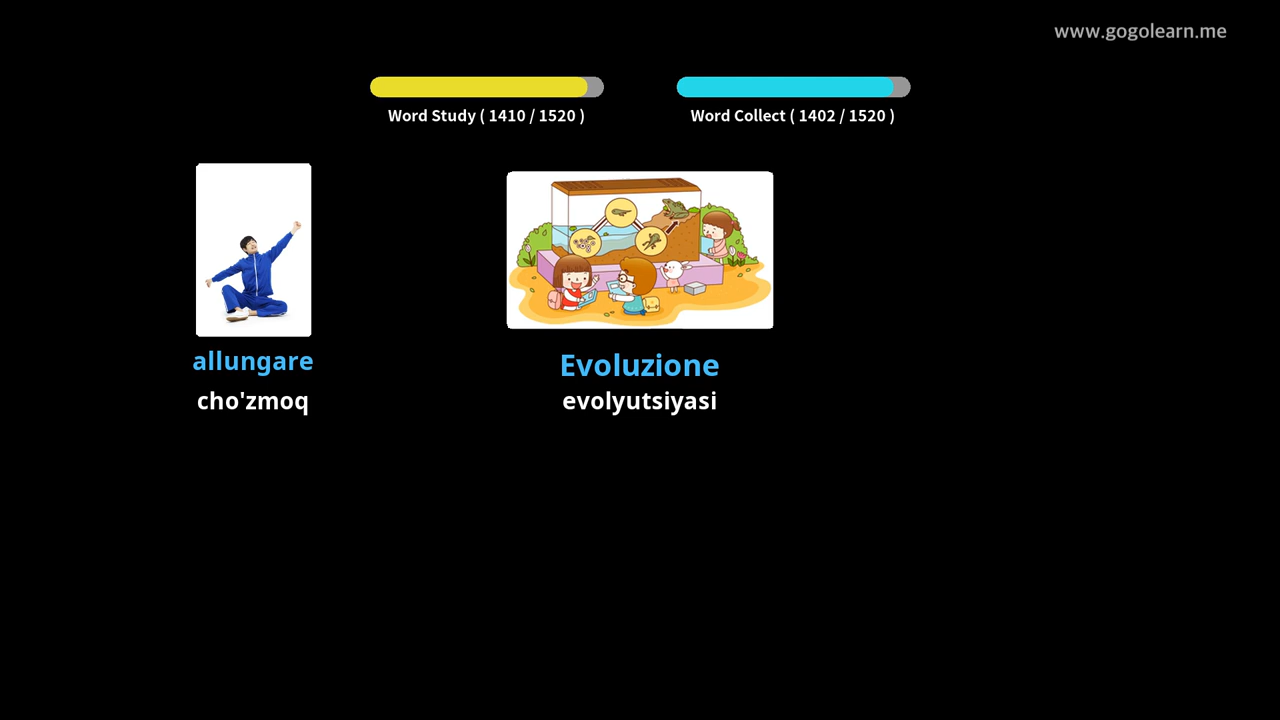 www.gogolearn.me
Word Study ( 1410 / 1520 )
Word Collect ( 1402 / 1520 )
allungare
cho'zmoq
Evoluzione
evolyutsiyasi